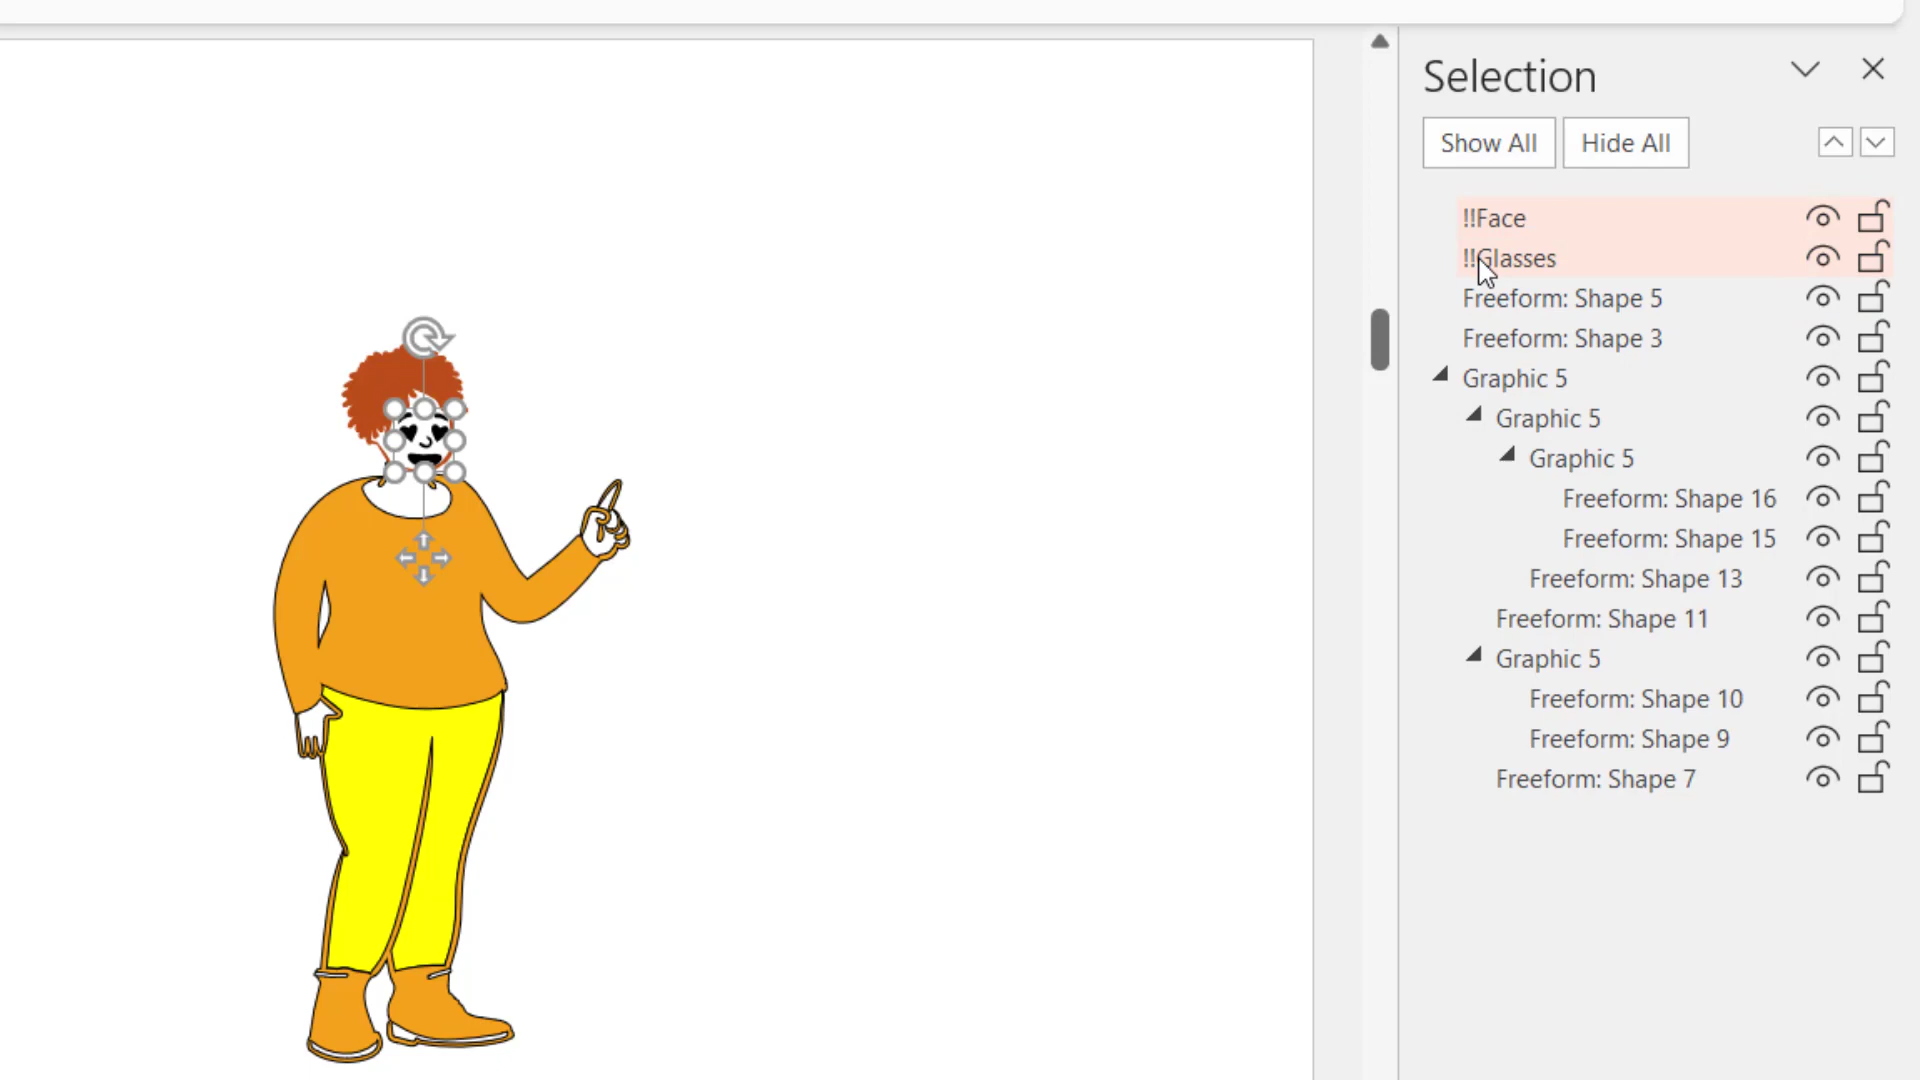 Selection
Show All
Hide All
!!Face
!!Glasses
Freeform: Shape 5
Freeform: Shape 3
Graphic 5
Graphic 5
Graphic 5
Freeform: Shape 16
Freeform: Shape 15
Freeform: Shape 13
Freeform: Shape 11
Graphic 5
Freeform: Shape 10
Freeform: Shape 9
Freeform: Shape 7